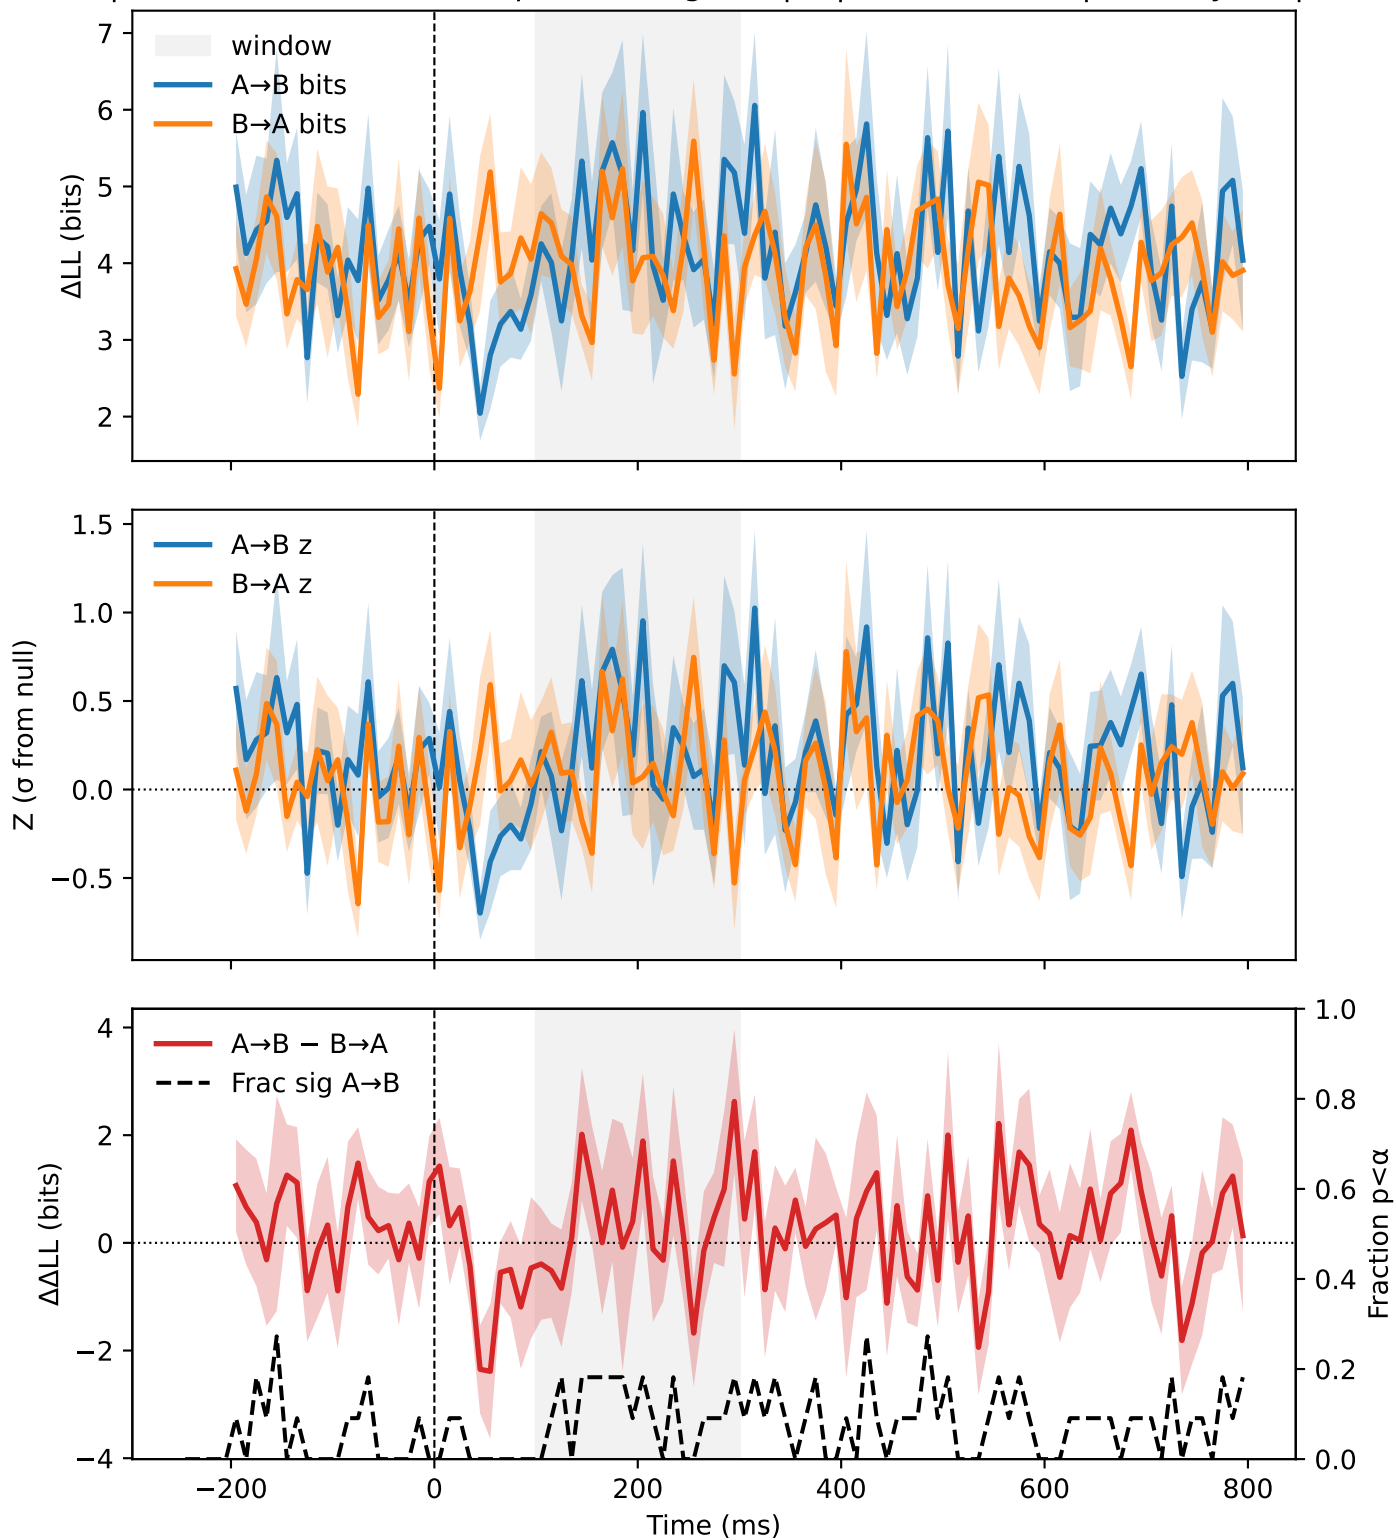 window
A→B bits
B→A bits
7
6
5
4
3
2
ΔLL (bits)
A→B z
B→A z
1.5
1.0
0.5
0.0
−0.5
Z (σ from null)
A→B − B→A
Frac sig A→B
4
2
0
−2
−4
ΔΔLL (bits)
1.0
0.8
0.6
0.4
0.2
0.0
Fraction p<α
−200 0 200 400 600 800
Time (ms)